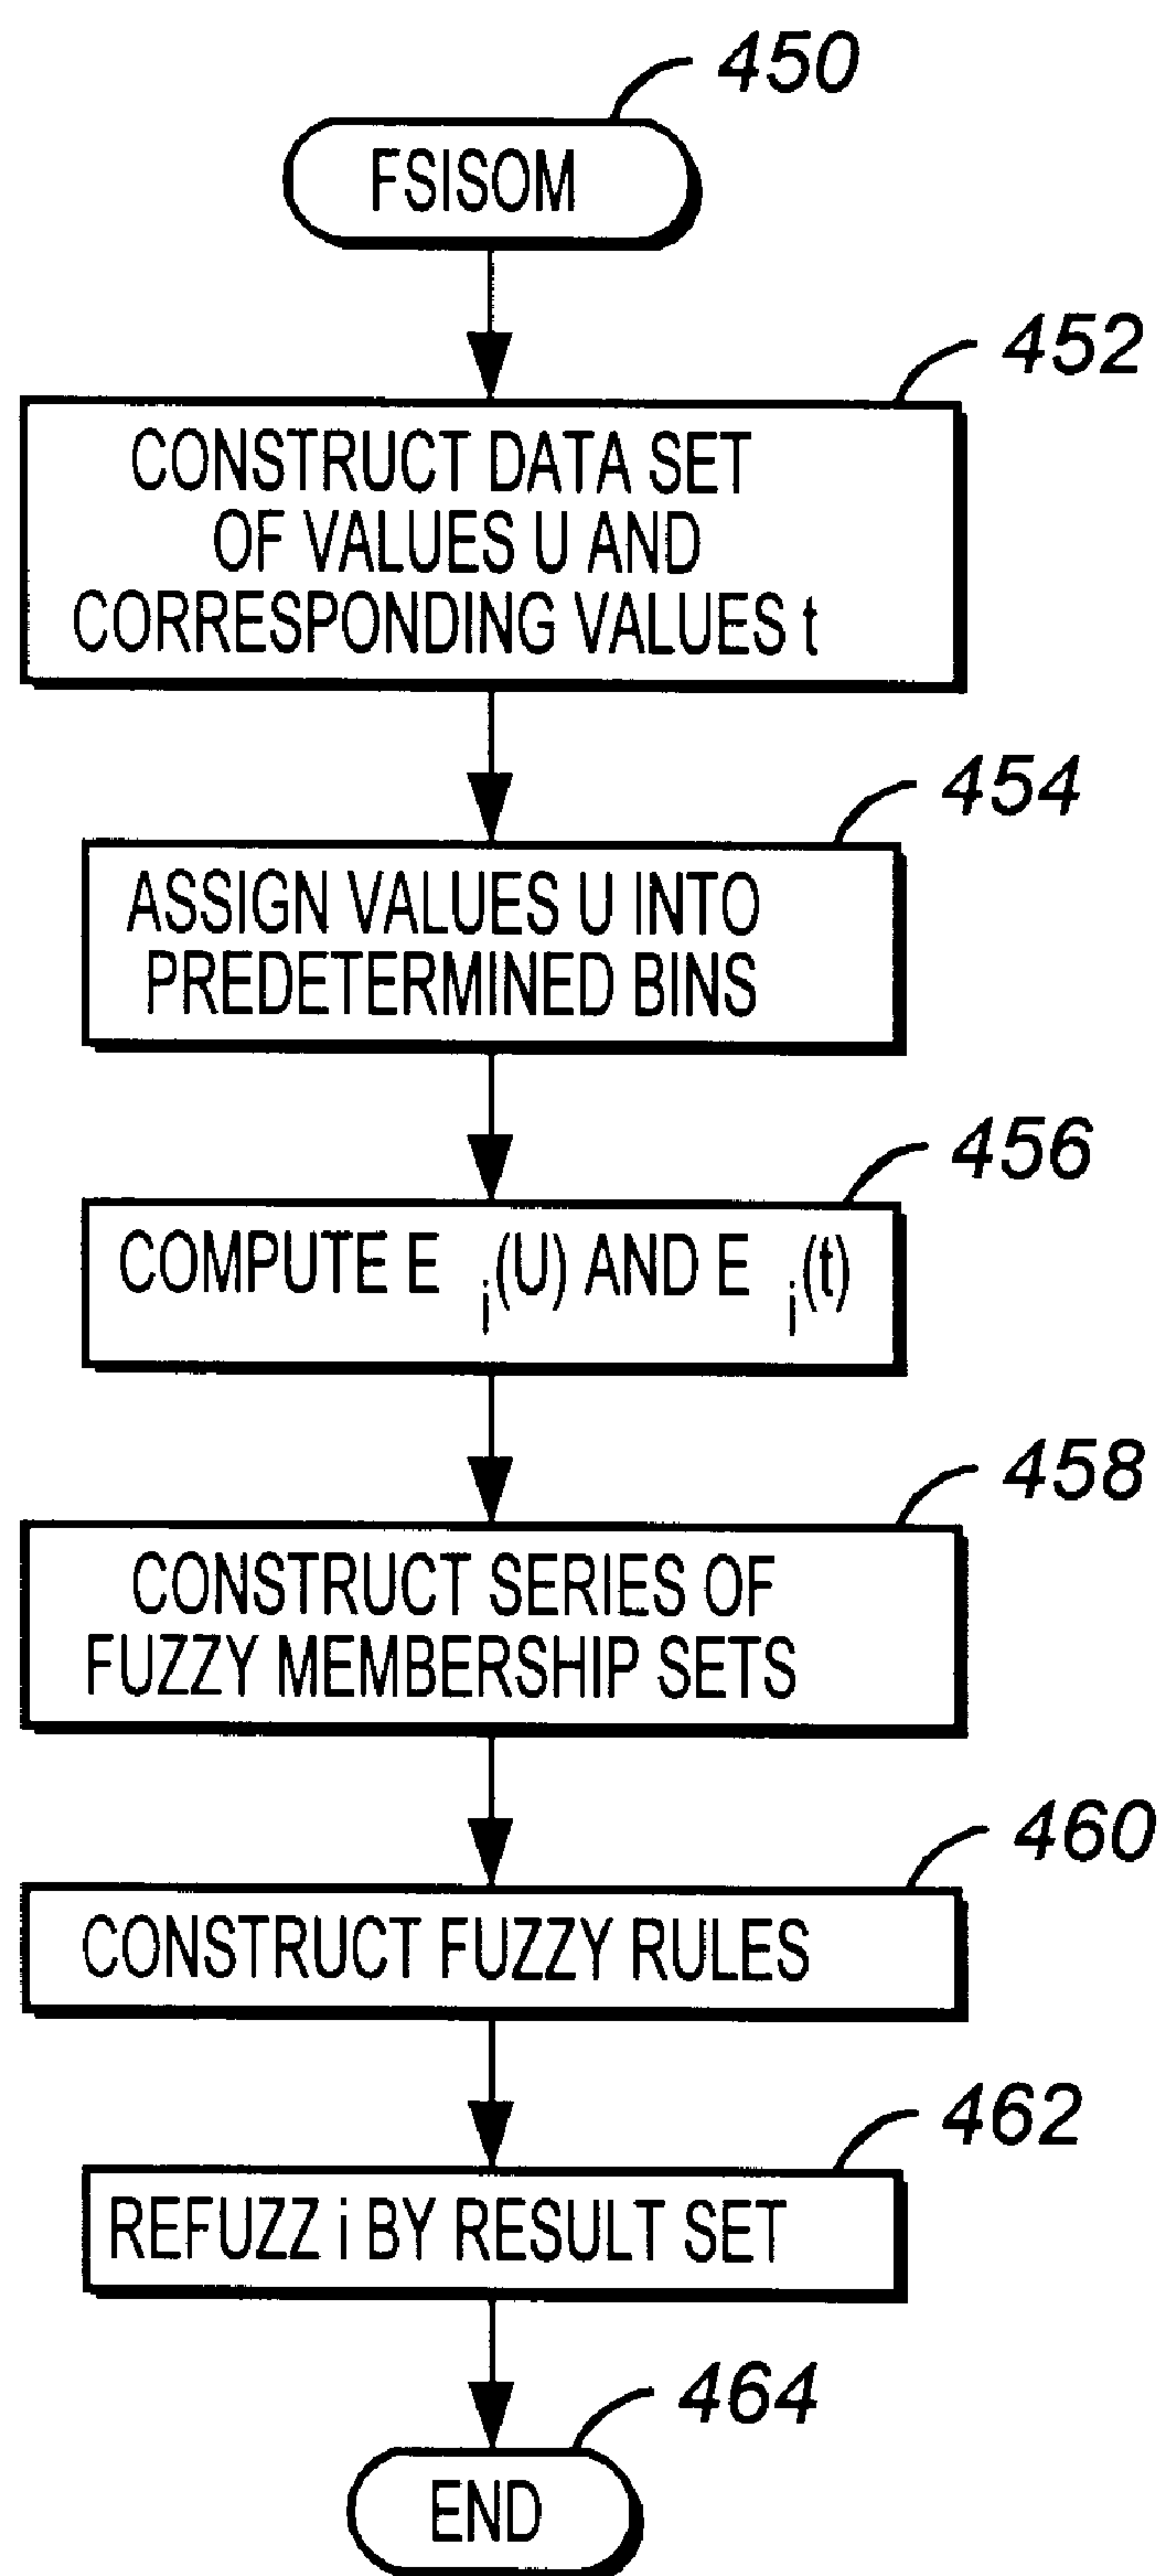 450
FSISOM
452
CONSTRUCT DATA SET
OF VALUES U AND
CORRESPONDING VALUES t
454
ASSIGN VALUES U INTO
PREDETERMINED BINS
456
COMPUTE E i(U) AND E i(t)
458
CONSTRUCT SERIES OF
FUZZY MEMBERSHIP SETS
460
CONSTRUCT FUZZY RULES
462
REFUZZ i BY RESULT SET
464
END